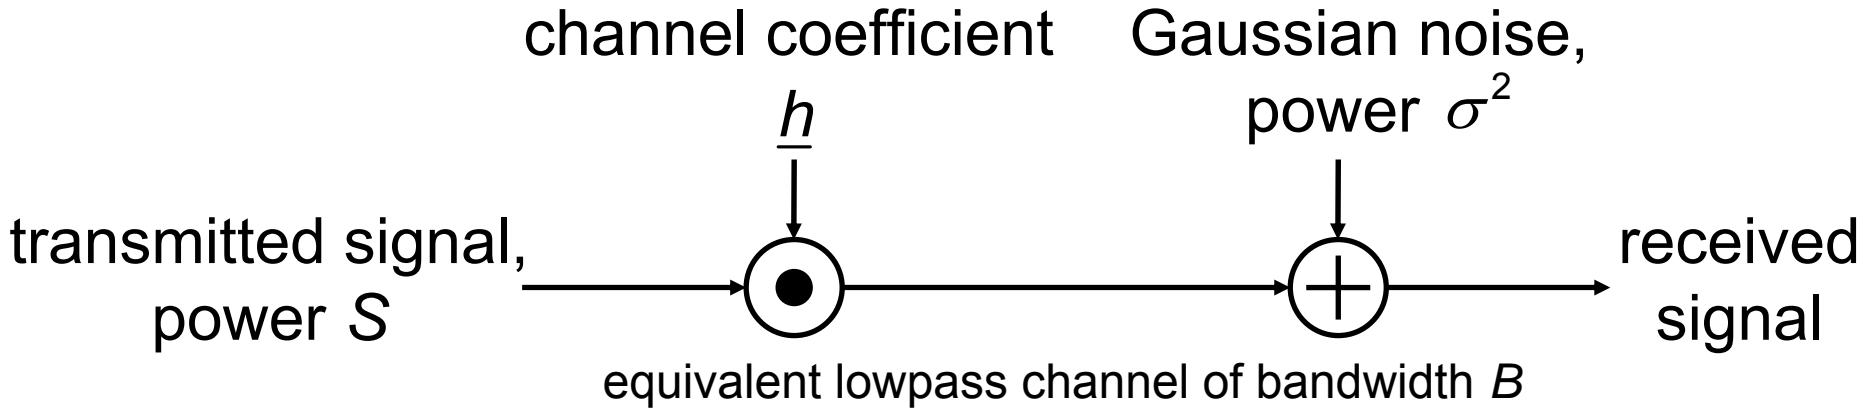 channel coefficient
h
Gaussian noise,
power σ²
transmitted signal,
power S
received
signal
equivalent lowpass channel of bandwidth B